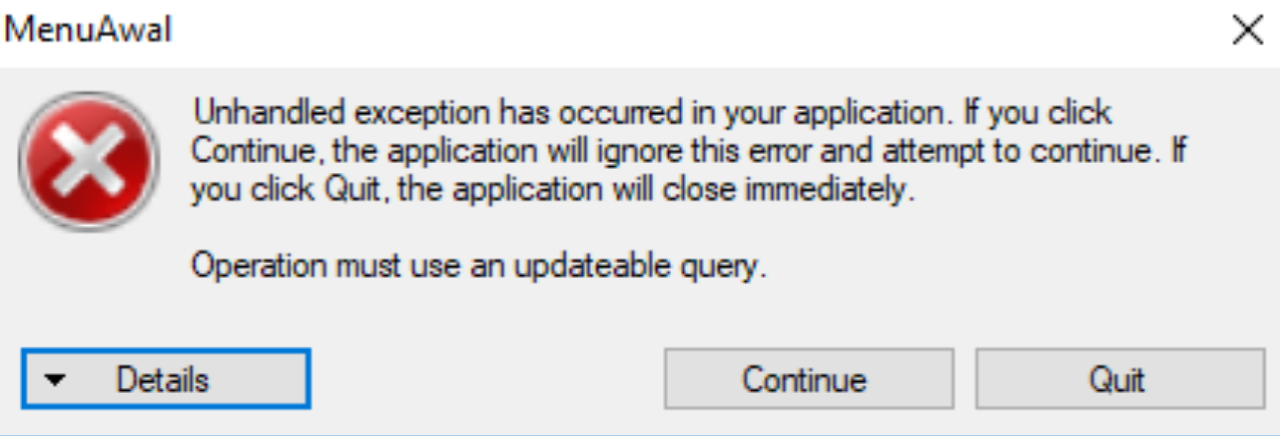 MenuAwal
Unhandled exception has occurred in your application. If you click
Continue, the application will ignore this error and attempt to continue. If
you click Quit, the application will close immediately.
Operation must use an updateable query.
Details
Continue
Quit